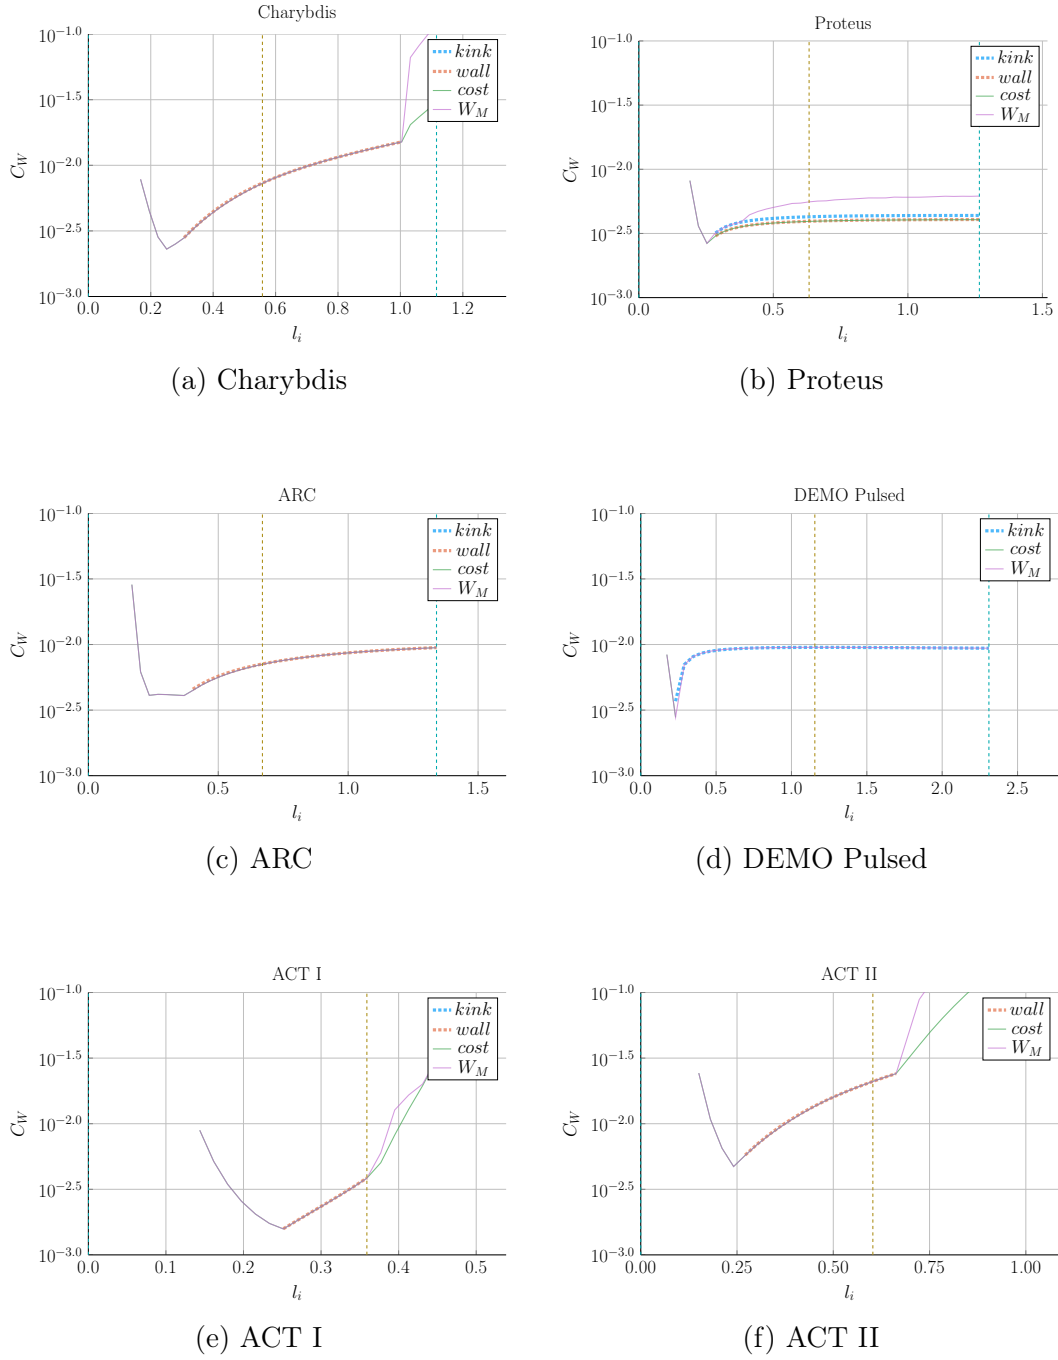 Charybdis
10^-1.0
10^-1.5
10^-2.0
10^-2.5
10^-3.0
C_W
0.0 0.2 0.4 0.6 0.8 1.0 1.2
l_i
kink
wall
cost
W_M
(a) Charybdis
Proteus
10^-1.0
10^-1.5
10^-2.0
10^-2.5
10^-3.0
C_W
0.0 0.5 1.0 1.5
l_i
kink
wall
cost
W_M
(b) Proteus
ARC
10^-1.0
10^-1.5
10^-2.0
10^-2.5
10^-3.0
C_W
0.0 0.5 1.0 1.5
l_i
kink
wall
cost
W_M
(c) ARC
DEMO Pulsed
10^-1.0
10^-1.5
10^-2.0
10^-2.5
10^-3.0
C_W
0.0 0.5 1.0 1.5 2.0 2.5
l_i
kink
cost
W_M
(d) DEMO Pulsed
ACT I
10^-1.0
10^-1.5
10^-2.0
10^-2.5
10^-3.0
C_W
0.0 0.1 0.2 0.3 0.4 0.5
l_i
kink
wall
cost
W_M
(e) ACT I
ACT II
10^-1.0
10^-1.5
10^-2.0
10^-2.5
10^-3.0
C_W
0.00 0.25 0.50 0.75 1.00
l_i
wall
cost
W_M
(f) ACT II